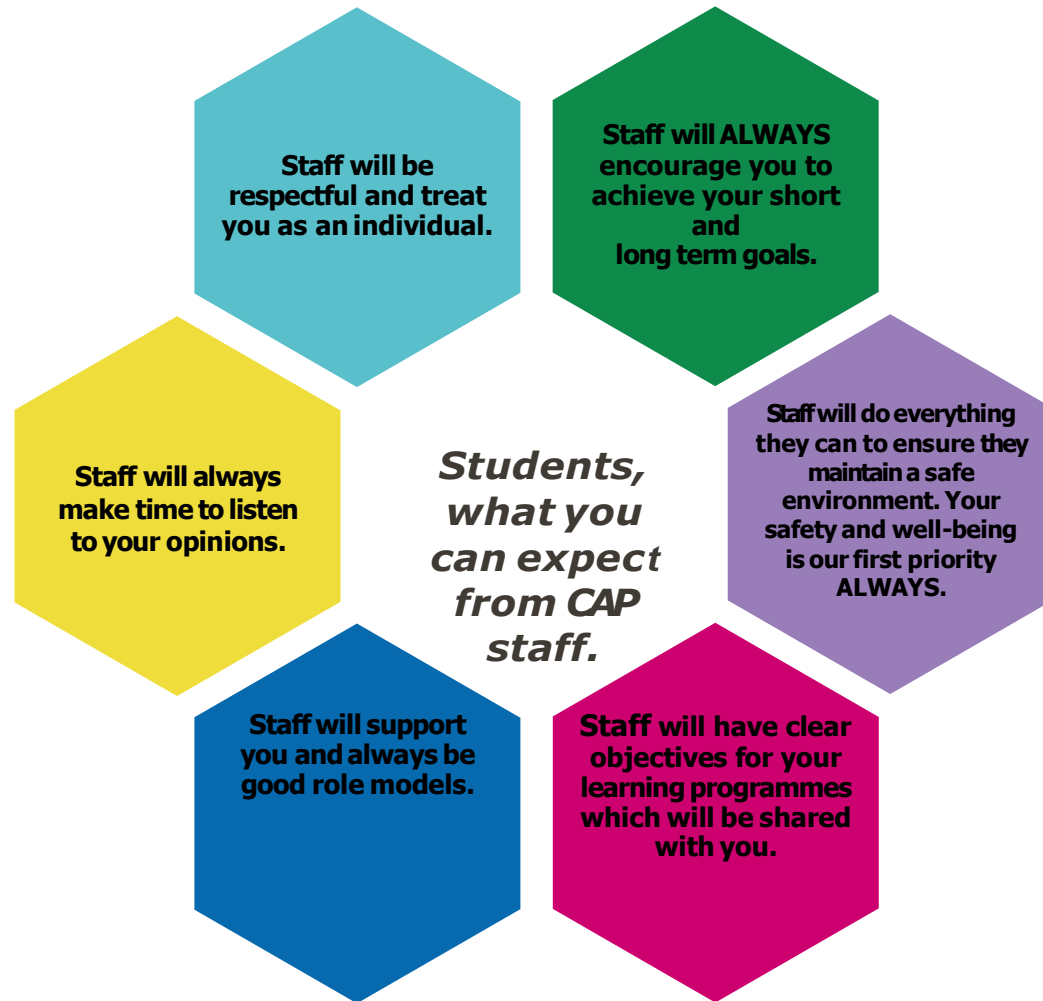 Staff will be
respectful and treat
you as an individual.
Staff will ALWAYS
encourage you to
achieve your short
and
long term goals.
Staff will always
make time to listen
to your opinions.
Students,
what you
can expect
from CAP
staff.
Staff will do everything
they can to ensure they
maintain a safe
environment. Your
safety and well-being
is our first priority
ALWAYS.
Staff will support
you and always be
good role models.
Staff will have clear
objectives for your
learning programmes
which will be shared
with you.